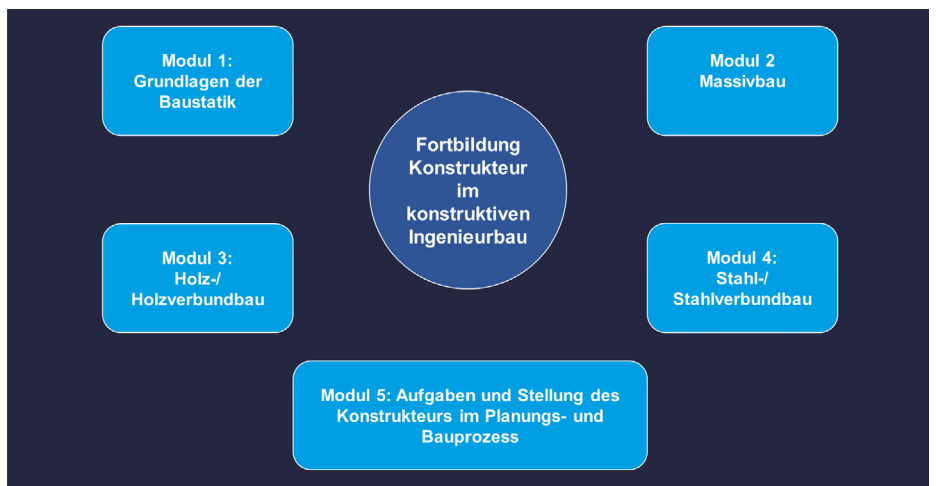 Modul 1:
Grundlagen der
Baustatik
Modul 2
Massivbau
Fortbildung
Konstrukteur
im
konstruktiven
Ingenieurbau
Modul 3:
Holz-/
Holzverbundbau
Modul 4:
Stahl-/
Stahlverbundbau
Modul 5: Aufgaben und Stellung des
Konstrukteurs im Planungs- und
Bauprozess